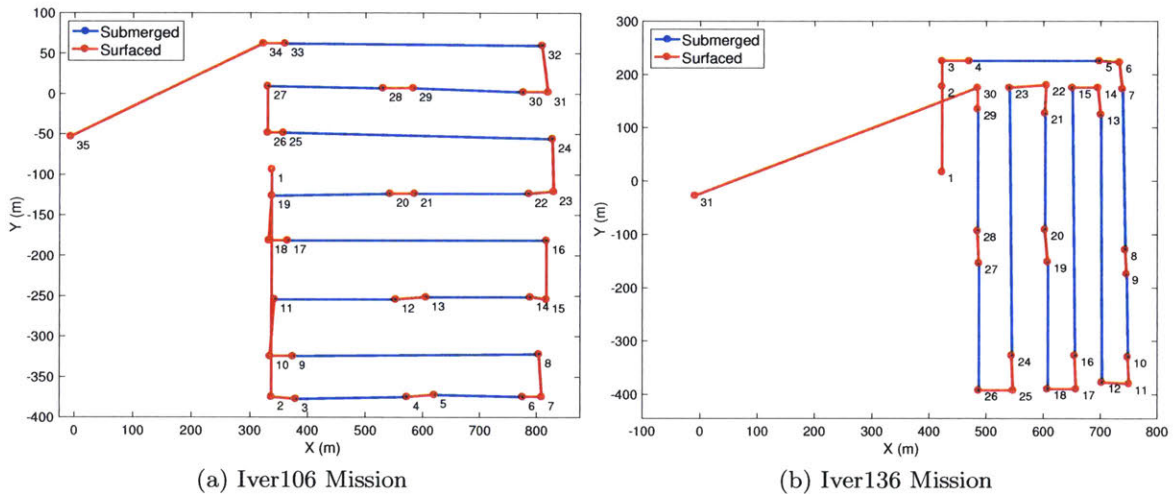 100
Submerged
Surfaced
50
0
-50
-100
-150
-200
-250
-300
-350
-400
Y (m)
0 100 200 300 400 500 600 700 800
X (m)
34 33 32
27 28 29 30 31
35 26 25 24
1
19 20 21 22 23
18 17 16
11 12 13 14 15
10 9 8
2 3 4 5 6 7
(a) Iver106 Mission
300
Submerged
Surfaced
200
100
0
-100
-200
-300
-400
Y (m)
-100 0 100 200 300 400 500 600 700 800
X (m)
3 4 5 6
2 30 23 22 15 14 7
29 21 13
1
31
28 20 8
27 19 9
24 16 10
26 25 18 17 12 11
(b) Iver136 Mission